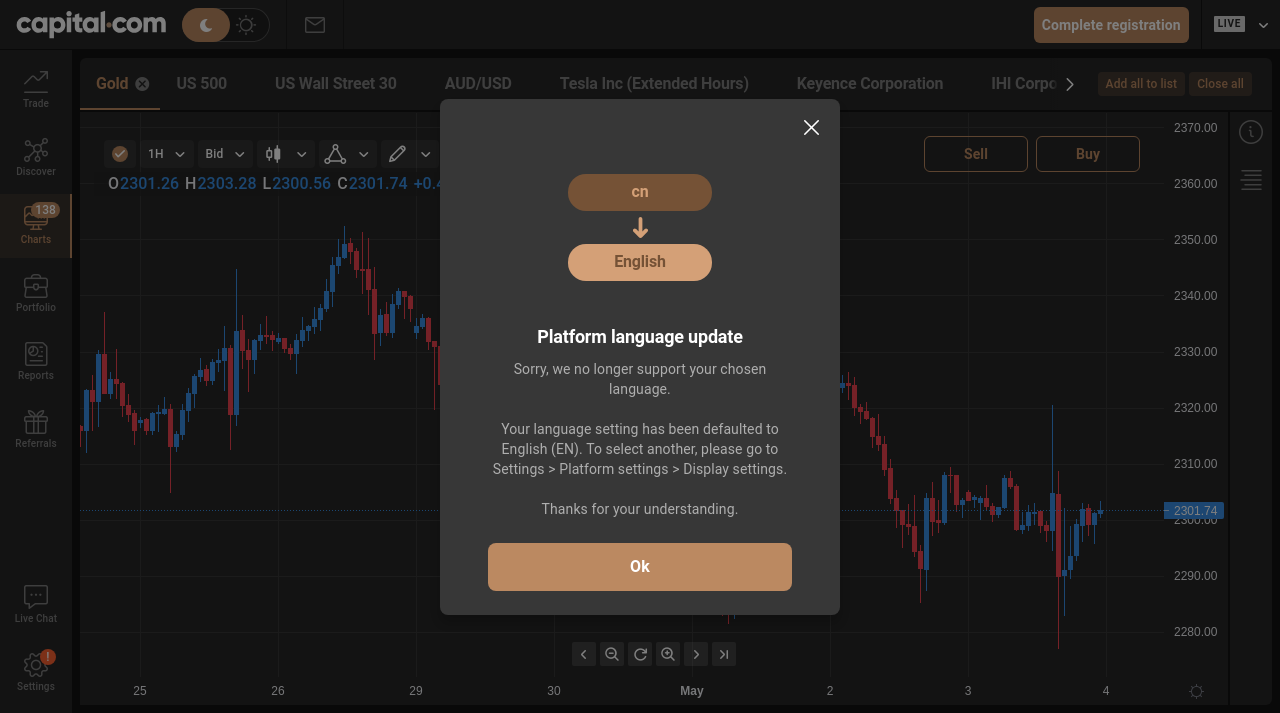 capital.com
Complete registration
LIVE
Trade
Discover
138
Charts
Portfolio
Reports
Referrals
Live Chat
!
Settings
Gold
US 500
US Wall Street 30
AUD/USD
Tesla Inc (Extended Hours)
Keyence Corporation
IHI Corpo
Add all to list
Close all
1H
Bid
Sell
Buy
O2301.26 H2303.28 L2300.56 C2301.74 +0.4
cn
English
Platform language update
Sorry, we no longer support your chosen
language.
Your language setting has been defaulted to
English (EN). To select another, please go to
Settings > Platform settings > Display settings.
Thanks for your understanding.
Ok
2370.00
2360.00
2350.00
2340.00
2330.00
2320.00
2310.00
2301.74
2300.00
2290.00
2280.00
25
26
29
30
May
2
3
4